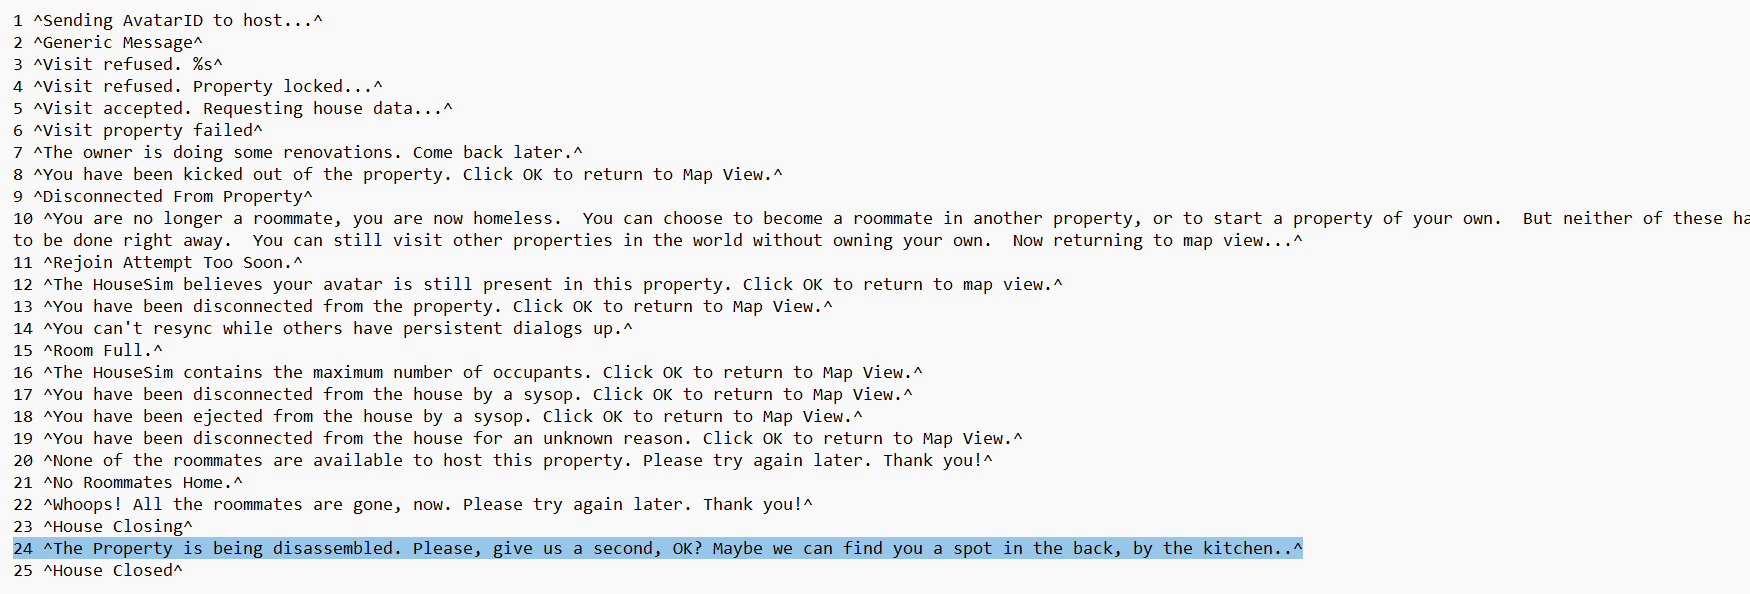 1 ^Sending AvatarID to host...^
2 ^Generic Message^
3 ^Visit refused. %s^
4 ^Visit refused. Property locked...^
5 ^Visit accepted. Requesting house data...^
6 ^Visit property failed^
7 ^The owner is doing some renovations. Come back later.^
8 ^You have been kicked out of the property. Click OK to return to Map View.^
9 ^Disconnected From Property^
10 ^You are no longer a roommate, you are now homeless.  You can choose to become a roommate in another property, or to start a property of your own.  But neither of these ha
to be done right away.  You can still visit other properties in the world without owning your own.  Now returning to map view...^
11 ^Rejoin Attempt Too Soon.^
12 ^The HouseSim believes your avatar is still present in this property. Click OK to return to map view.^
13 ^You have been disconnected from the property. Click OK to return to Map View.^
14 ^You can't resync while others have persistent dialogs up.^
15 ^Room Full.^
16 ^The HouseSim contains the maximum number of occupants. Click OK to return to Map View.^
17 ^You have been disconnected from the house by a sysop. Click OK to return to Map View.^
18 ^You have been ejected from the house by a sysop. Click OK to return to Map View.^
19 ^You have been disconnected from the house for an unknown reason. Click OK to return to Map View.^
20 ^None of the roommates are available to host this property. Please try again later. Thank you!^
21 ^No Roommates Home.^
22 ^Whoops! All the roommates are gone, now. Please try again later. Thank you!^
23 ^House Closing^
24 ^The Property is being disassembled. Please, give us a second, OK? Maybe we can find you a spot in the back, by the kitchen..^
25 ^House Closed^